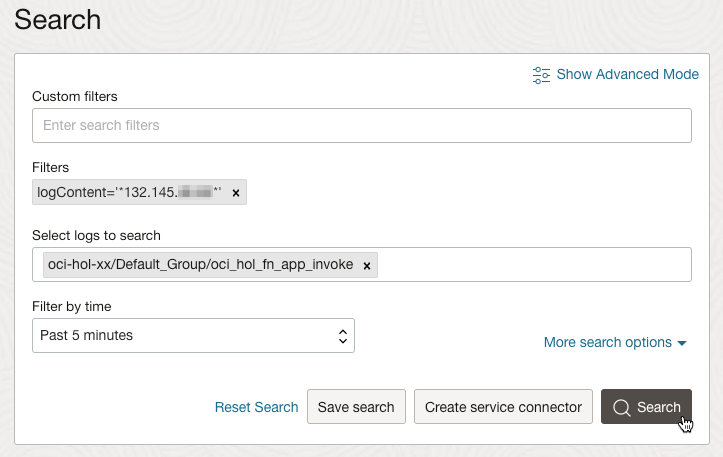 Search
Show Advanced Mode
Custom filters
Enter search filters
Filters
logContent='*132.145.*' ×
Select logs to search
oci-hol-xx/Default_Group/oci_hol_fn_app_invoke ×
Filter by time
Past 5 minutes
More search options
Reset Search Save search Create service connector Search